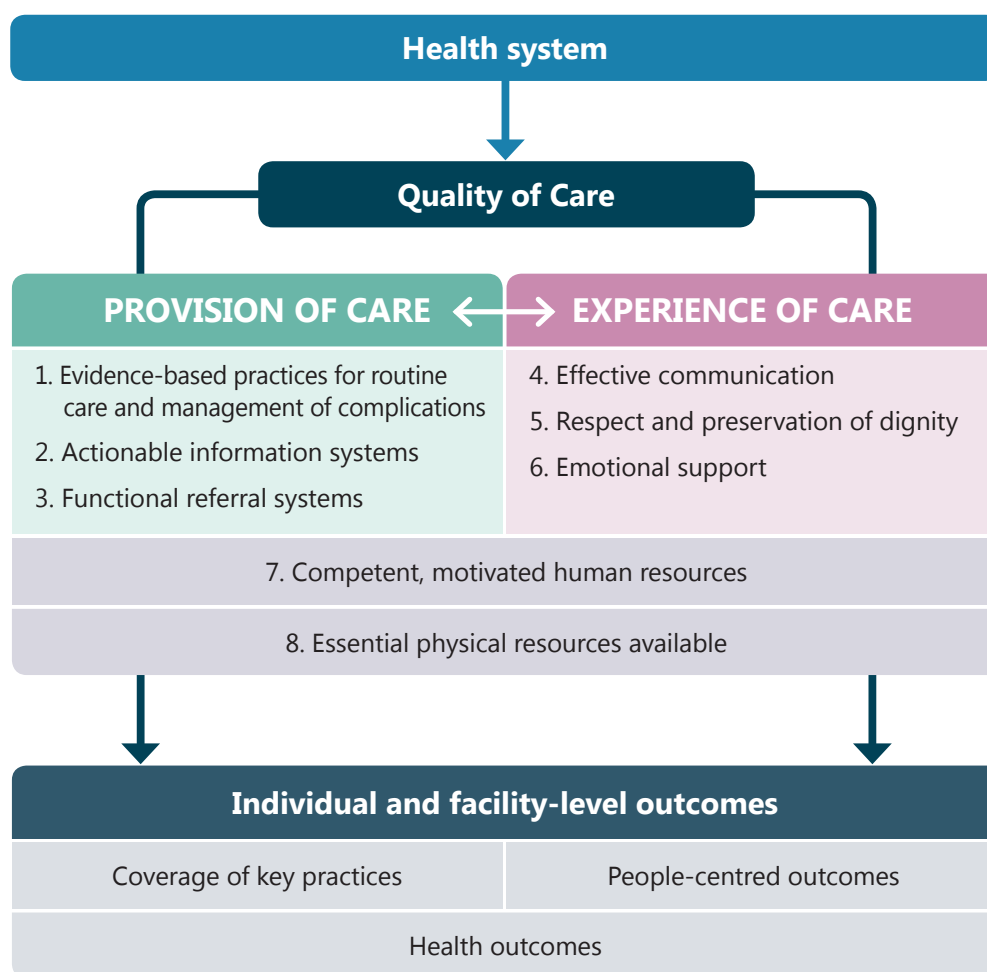 Health system
Quality of Care
PROVISION OF CARE
EXPERIENCE OF CARE
1. Evidence-based practices for routine
care and management of complications
2. Actionable information systems
3. Functional referral systems
4. Effective communication
5. Respect and preservation of dignity
6. Emotional support
7. Competent, motivated human resources
8. Essential physical resources available
Individual and facility-level outcomes
Coverage of key practices
People-centred outcomes
Health outcomes